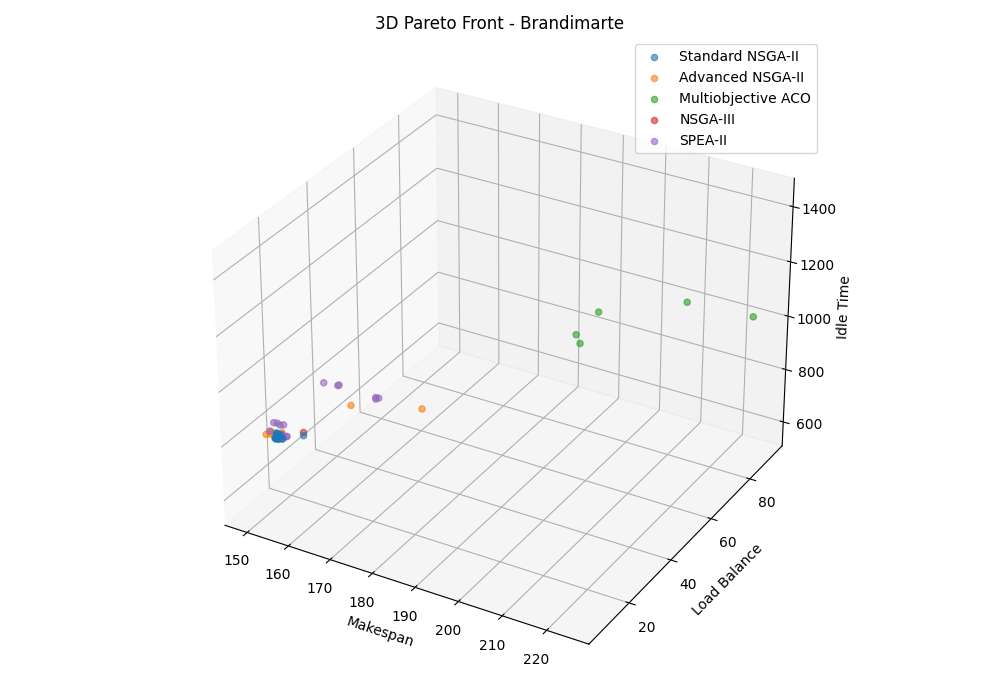 3D Pareto Front - Brandimarte
Standard NSGA-II
Advanced NSGA-II
Multiobjective ACO
NSGA-III
SPEA-II
1400
1200
1000
800
600
Idle Time
80
60
40
20
Load Balance
150
160
170
180
190
200
210
220
Makespan